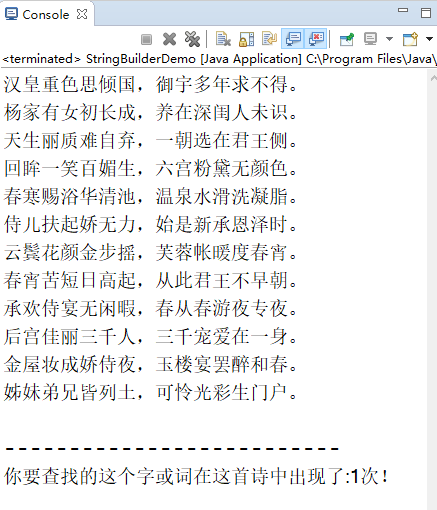 Console
<terminated> StringBuilderDemo [Java Application] C:\Program Files\Java\
汉皇重色思倾国，御宇多年求不得。
杨家有女初长成，养在深闺人未识。
天生丽质难自弃，一朝选在君王侧。
回眸一笑百媚生，六宫粉黛无颜色。
春寒赐浴华清池，温泉水滑洗凝脂。
侍儿扶起娇无力，始是新承恩泽时。
云鬓花颜金步摇，芙蓉帐暖度春宵。
春宵苦短日高起，从此君王不早朝。
承欢侍宴无闲暇，春从春游夜专夜。
后宫佳丽三千人，三千宠爱在一身。
金屋妆成娇侍夜，玉楼宴罢醉和春。
姊妹弟兄皆列土，可怜光彩生门户。
---------------------------
你要查找的这个字或词在这首诗中出现了:1次！